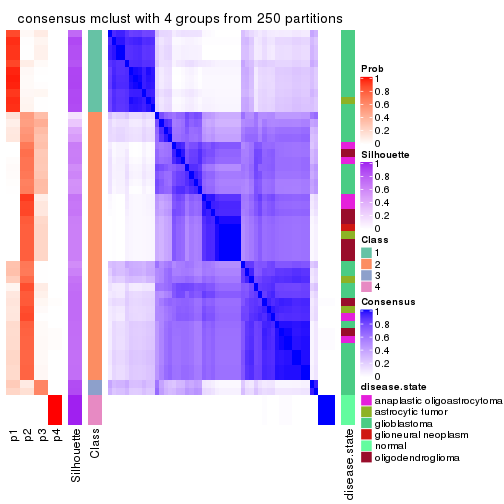 consensus mclust with 4 groups from 250 partitions
Prob
1
0.8
0.6
0.4
0.2
0
Silhouette
1
0.8
0.6
0.4
0.2
0
Class
1
2
3
4
Consensus
1
0.8
0.6
0.4
0.2
0
disease.state
anaplastic oligoastrocytoma
astrocytic tumor
glioblastoma
glioneural neoplasm
normal
oligodendroglioma
p1
p2
p3
p4
Silhouette
Class
disease.state